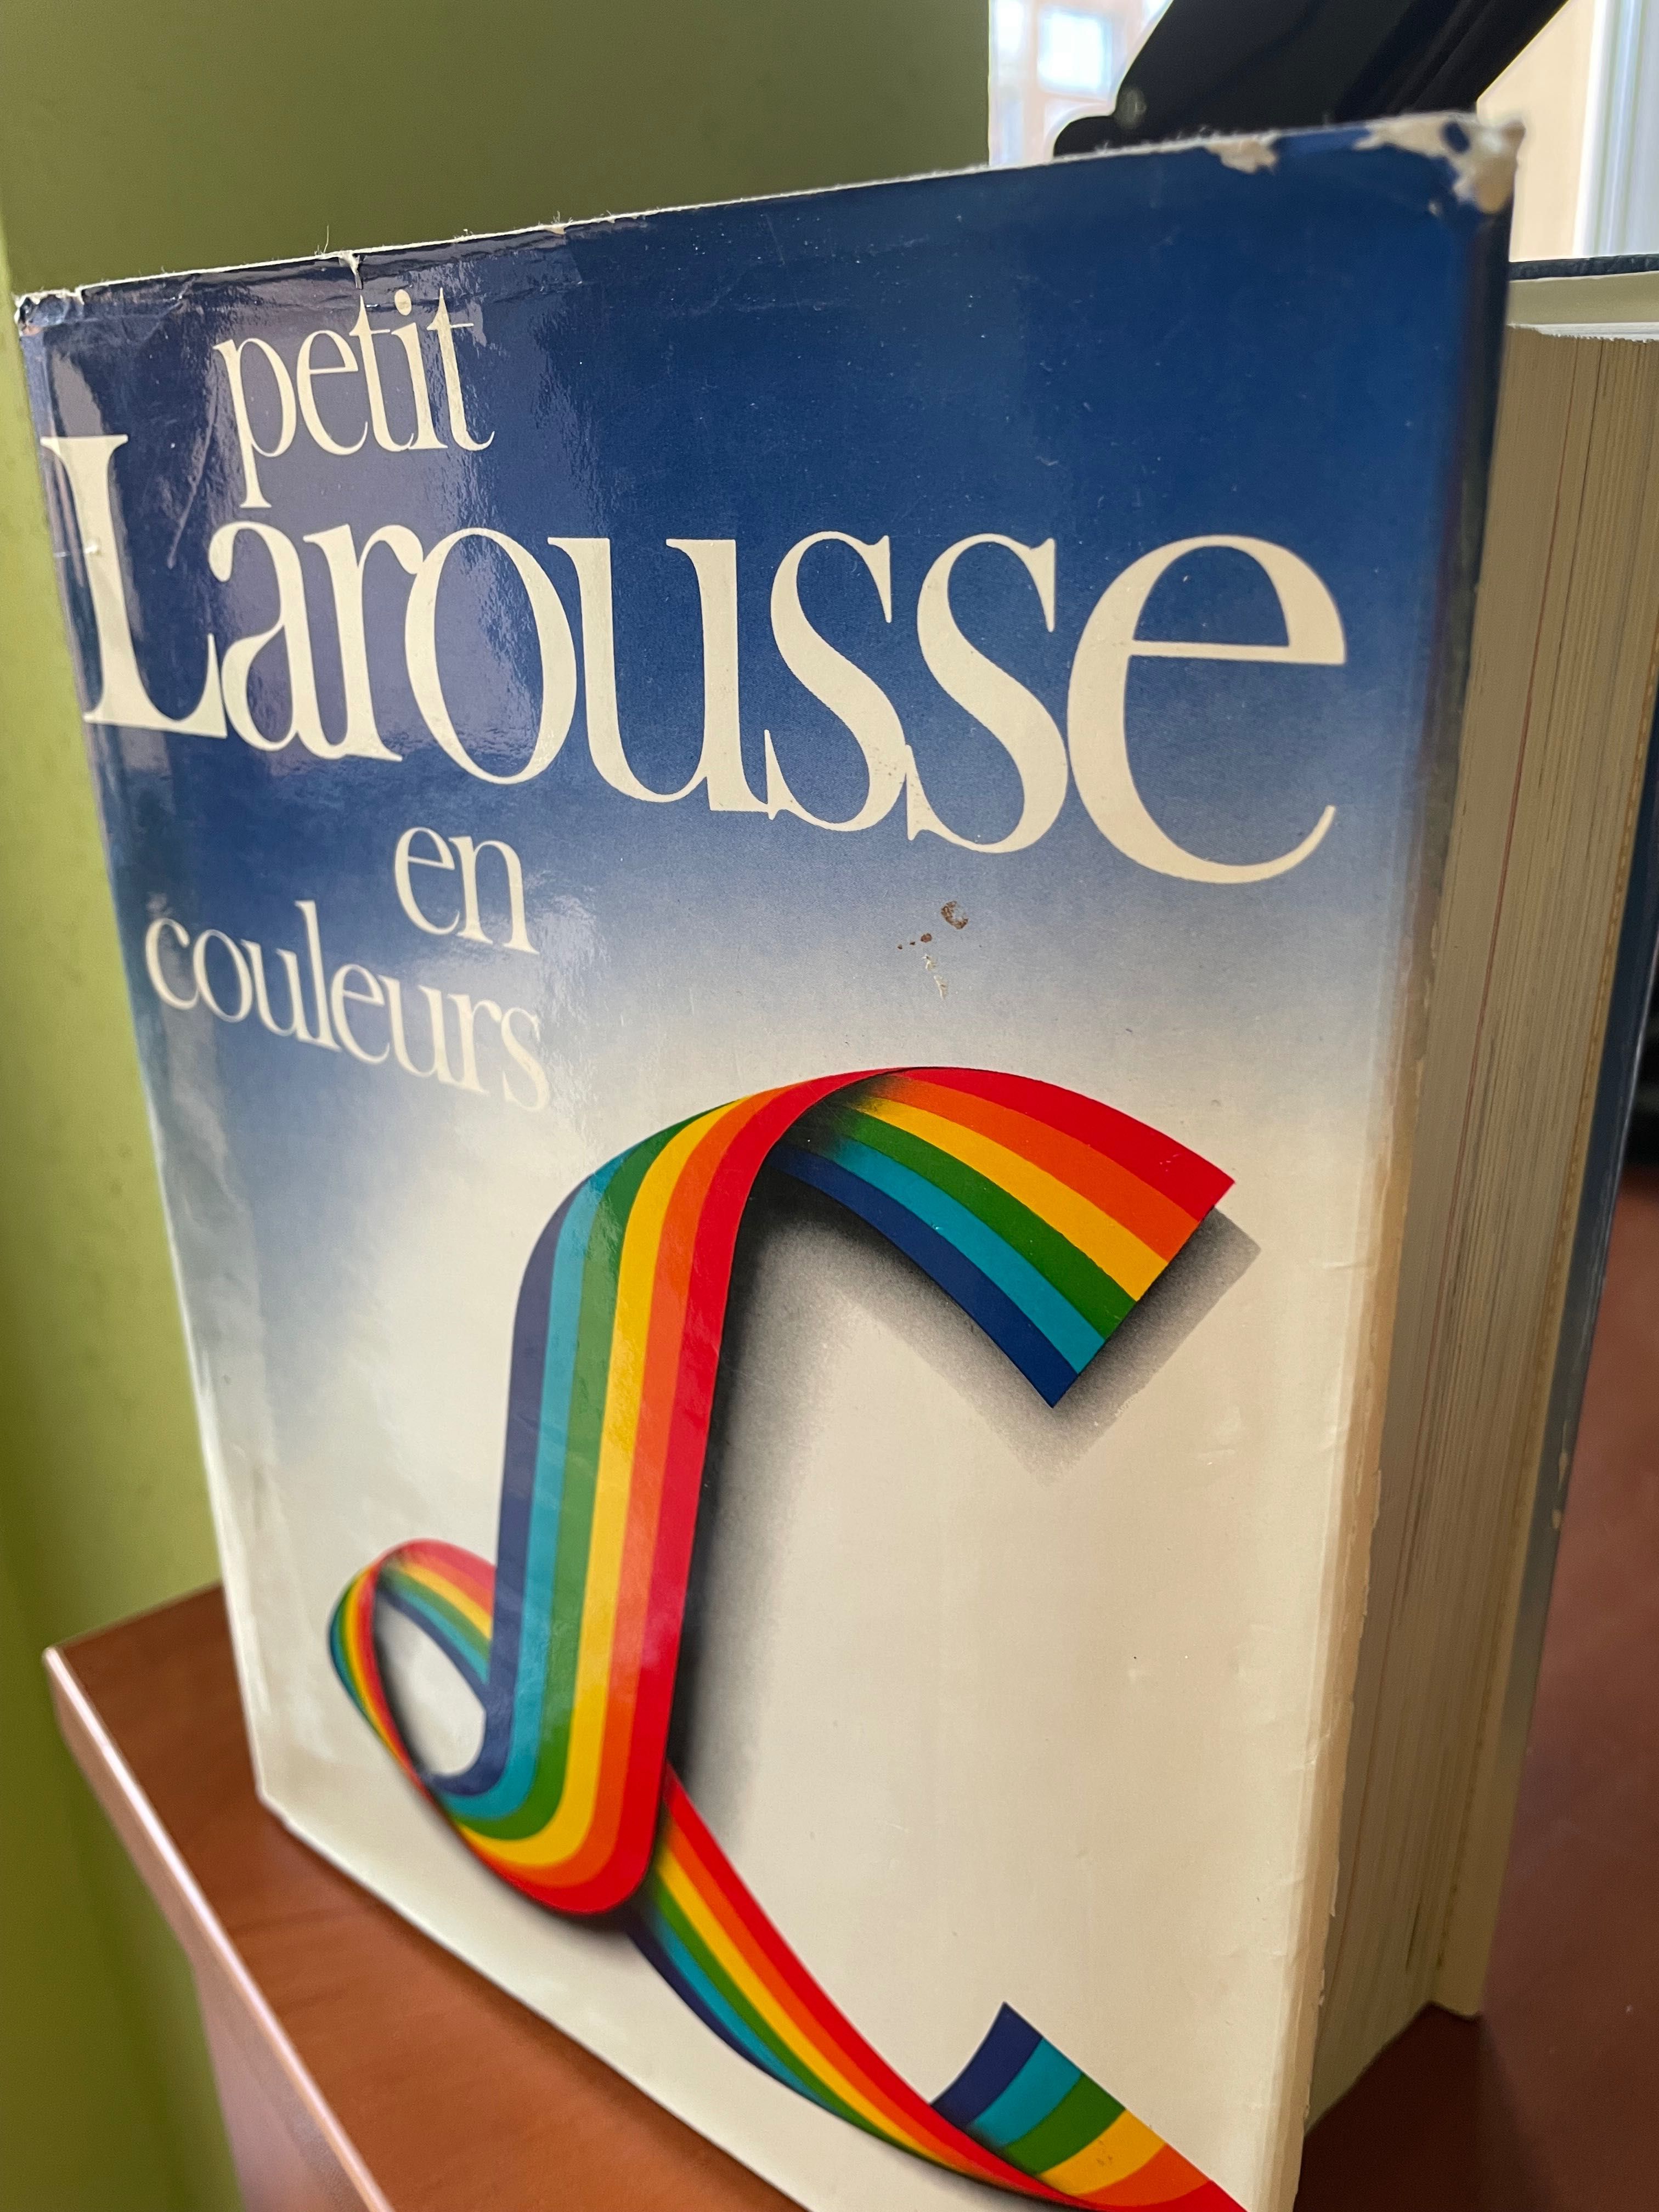 petit
Larousse
en
couleurs